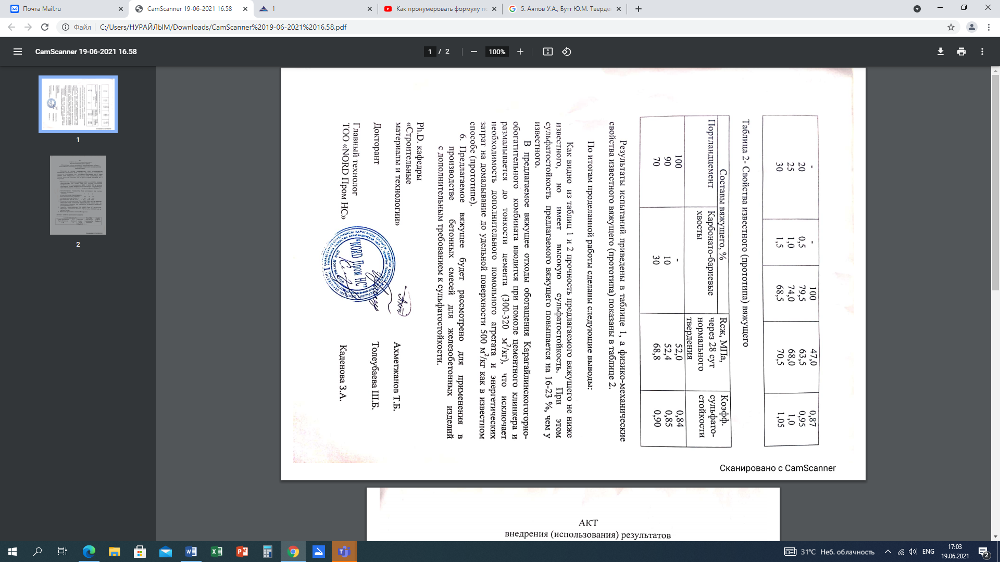 Почта Mail.ru
CamScanner 19-06-2021 16.58
1
Как пронумеровать формулу по
5. Аяпов У.А., Бутт Ю.М. Тверде
Файл
C:/Users/НУРАЙЛЫМ/Downloads/CamScanner%2019-06-2021%2016.58.pdf
CamScanner 19-06-2021 16.58
1 / 2
100%
1
2
- - 100 47,0 0,87
20 0,5 79,5 63,5 0,95
25 1,0 74,0 68,0 1,0
30 1,5 68,5 70,5 1,05
Таблица 2- Свойства известного (прототипа) вяжущего
Составы вяжущего, %
Портландцемент
Карбонато-бариевые
хвосты
Rсж, МПа,
через 28 сут
нормального
твердения
Коэфф.
сульфато-
стойкости
100 - 52,0 0,84
90 10 52,4 0,85
70 30 68,8 0,90
Результаты испытаний приведены в таблице 1, а физико-механические
свойства известного вяжущего (прототипа) показаны в таблице 2.
По итогам проделанной работы сделаны следующие выводы:
Как видно из таблиц 1 и 2 прочность предлагаемого вяжущего не ниже
известного, но имеет высокую сульфатостойкость. При этом
сульфатостойкость предлагаемого вяжущего повышается на 16-23 %, чем у
известного.
В предлагаемое вяжущее отходы обогащения Карагайлинскогогорно-
обогатительного комбината вводится при помоле цементного клинкера и
размалывается до тонкости цемента (300-320 м²/кг), что исключает
необходимость дополнительного помольного агрегата и энергетических
затрат на домалывание до удельной поверхности 500 м²/кг как в известном
способе (прототипе).
6. Предлагаемое вяжущее будет рассмотрено для применения в
производстве бетонных смесей для железобетонных изделий
с дополнительным требованием к сульфатостойкости.
Ph.D. кафедры
«Строительные
материалы и технологии»
Ахметжанов Т.Б.
Докторант
Толеубаева Ш.Б.
Главный технолог
ТОО «NORD Пром НС»
Каденова З.А.
"NORD Пром НС"
Сканировано с CamScanner
АКТ
внедрения (использования) результатов
31°C Неб. облачность
ENG
17:03
19.06.2021
2